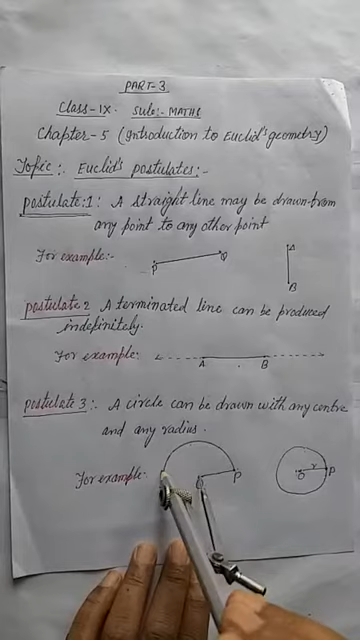 PART-3
Class-IX. Sub:- MATHS
Chapter-5 (Introduction to Euclid's geometry)
Topic:. Euclid's postulates:-
postulate:1: A straight line may be drawn from
any point to any other point
For example:-
P Q
A
B
postulate 2 A terminated line can be produced
indefinitely.
For example:
A B
postulate 3:. A circle can be drawn with any centre
and any radius.
For example:
O P
O r P